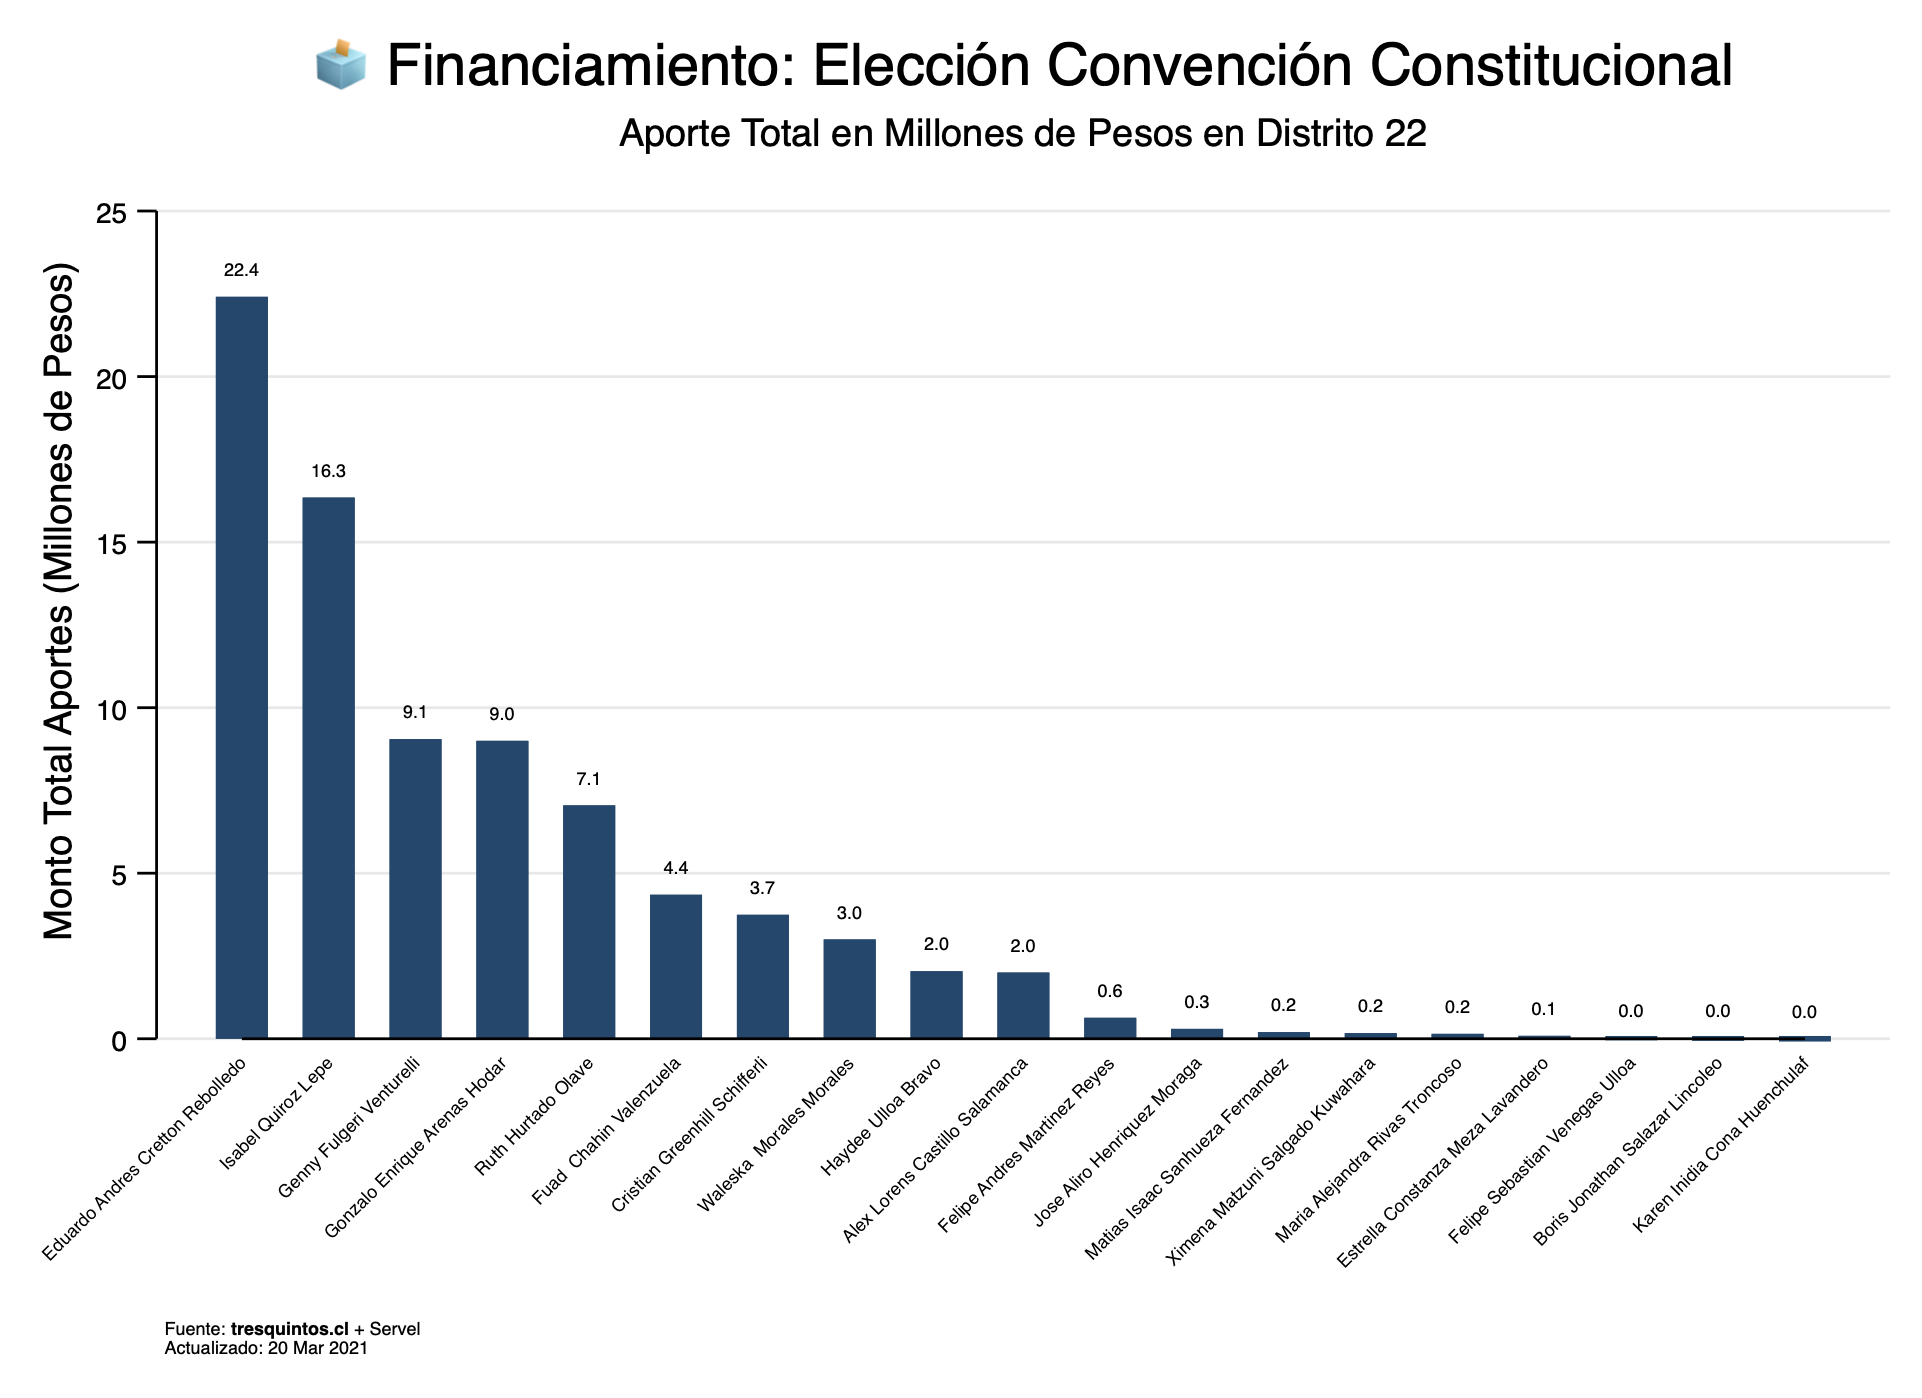 Financiamiento: Elección Convención Constitucional
Aporte Total en Millones de Pesos en Distrito 22
Monto Total Aportes (Millones de Pesos)
25
20
15
10
5
0
22.4
16.3
9.1
9.0
7.1
4.4
3.7
3.0
2.0
2.0
0.6
0.3
0.2
0.2
0.2
0.1
0.0
0.0
0.0
Eduardo Andres Cretton Rebolledo
Isabel Quiroz Lepe
Genny Fulgeri Venturelli
Gonzalo Enrique Arenas Hodar
Ruth Hurtado Olave
Fuad  Chahin Valenzuela
Cristian Greenhill Schifferli
Waleska  Morales Morales
Haydee Ulloa Bravo
Alex Lorens Castillo Salamanca
Felipe Andres Martinez Reyes
Jose Aliro Henriquez Moraga
Matias Isaac Sanhueza Fernandez
Ximena Matzuni Salgado Kuwahara
Maria Alejandra Rivas Troncoso
Estrella Constanza Meza Lavandero
Felipe Sebastian Venegas Ulloa
Boris Jonathan Salazar Lincoleo
Karen Inidia Cona Huenchulaf
Fuente: tresquintos.cl + Servel
Actualizado: 20 Mar 2021